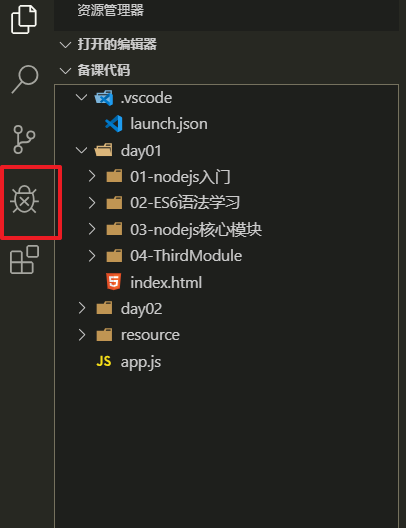 资源管理器
打开的编辑器
备课代码
.vscode
launch.json
day01
01-nodejs入门
02-ES6语法学习
03-nodejs核心模块
04-ThirdModule
index.html
day02
resource
JS app.js